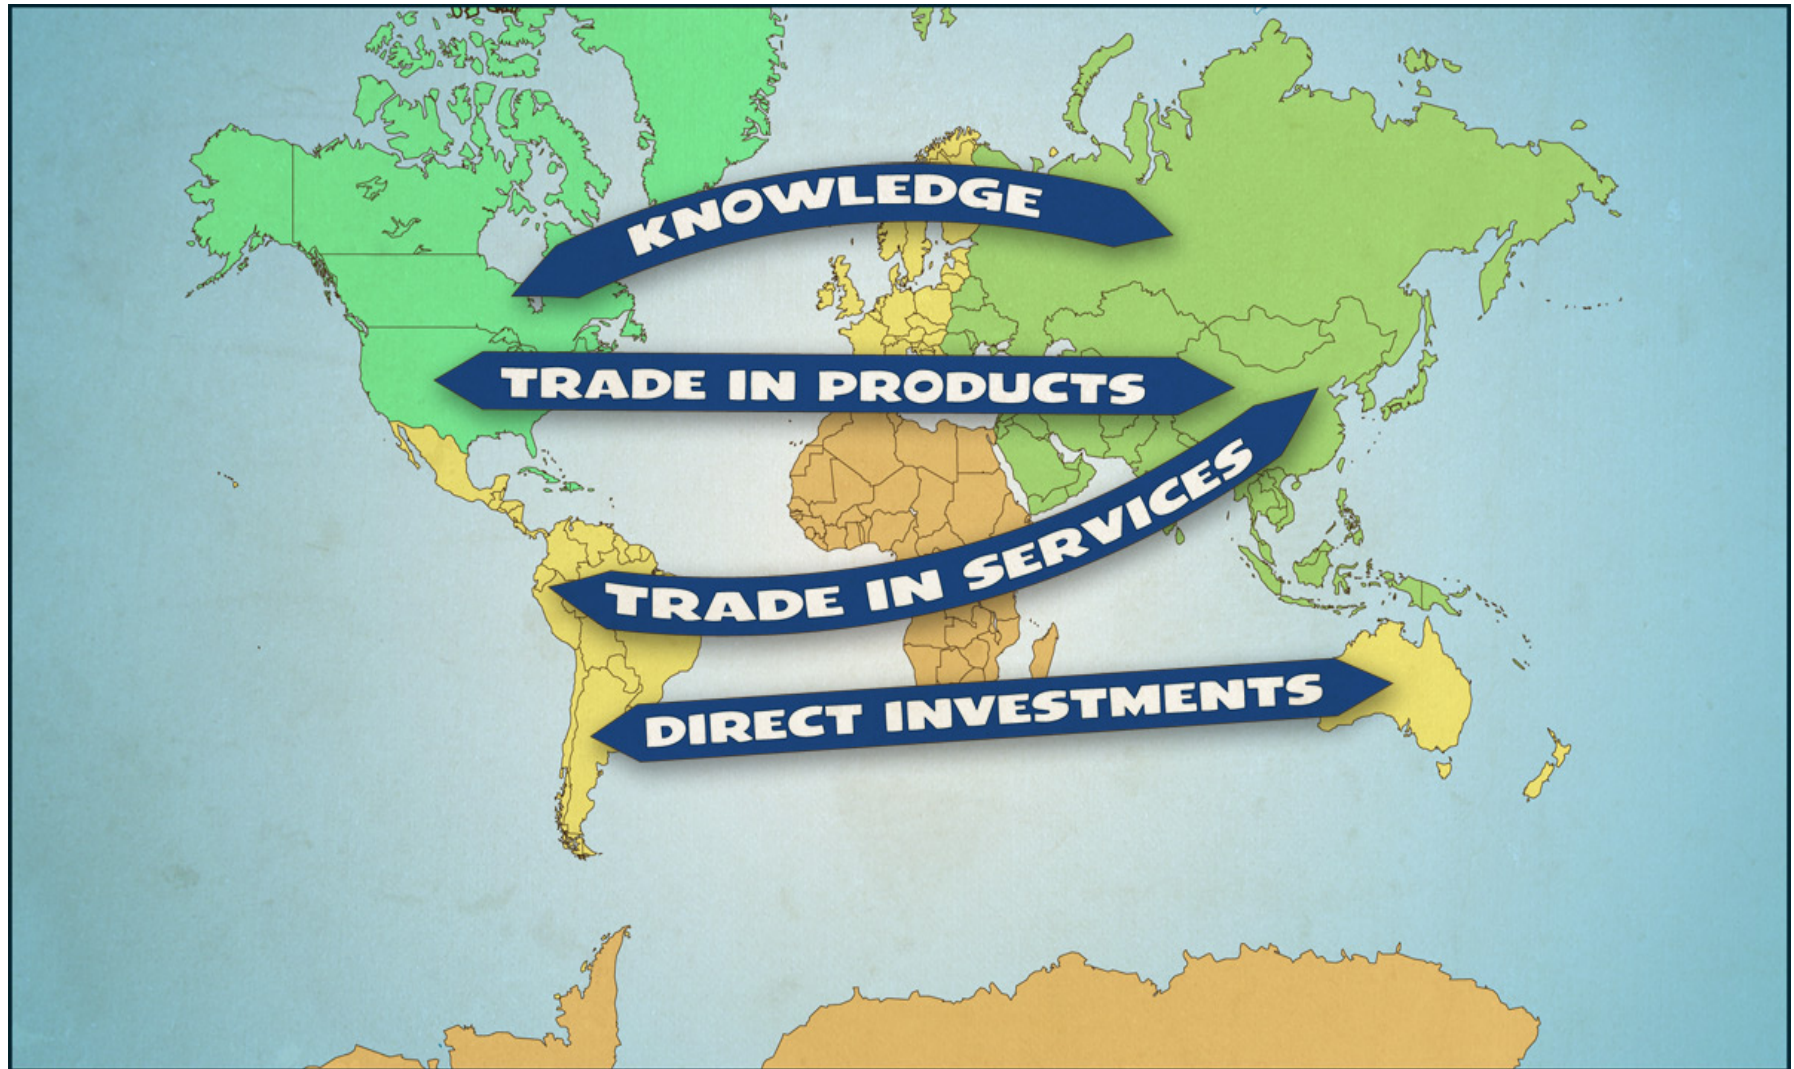 KNOWLEDGE
TRADE IN PRODUCTS
TRADE IN SERVICES
DIRECT INVESTMENTS